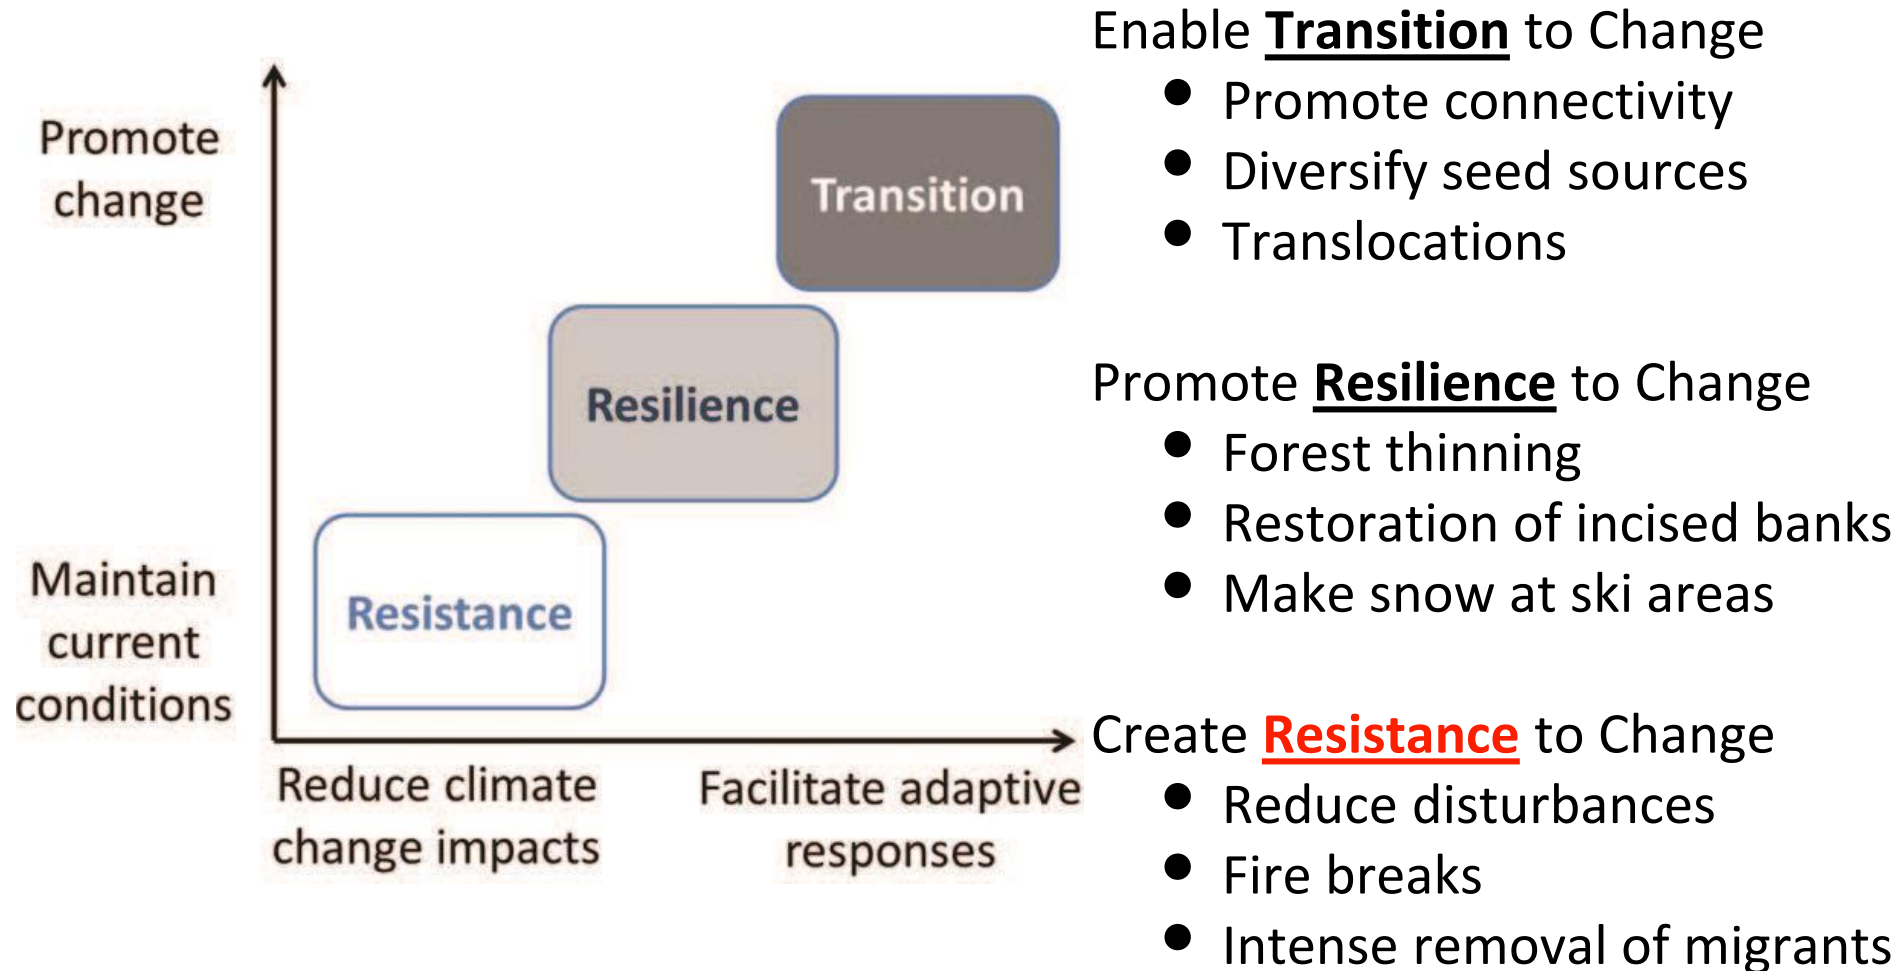 Promote
change
Maintain
current
conditions
Transition
Resilience
Resistance
Reduce climate
change impacts
Facilitate adaptive
responses
Enable Transition to Change
• Promote connectivity
• Diversify seed sources
• Translocations
Promote Resilience to Change
• Forest thinning
• Restoration of incised banks
• Make snow at ski areas
Create Resistance to Change
• Reduce disturbances
• Fire breaks
• Intense removal of migrants